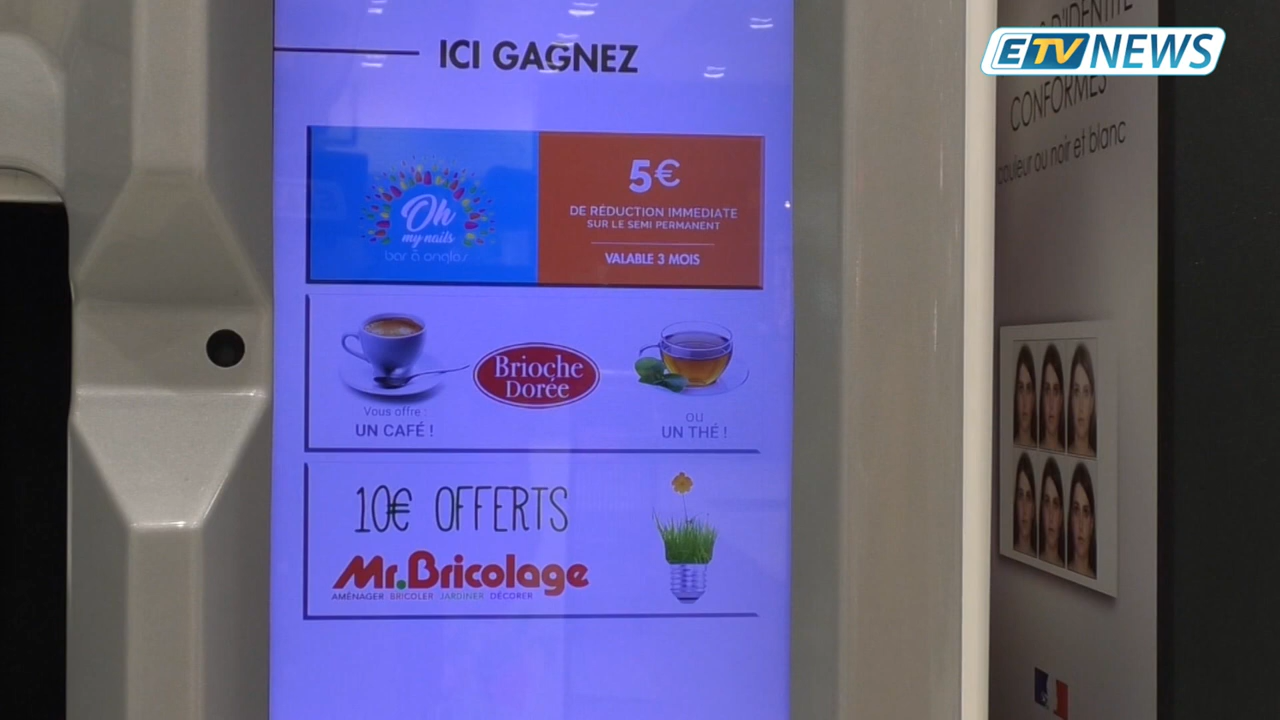 ICI GAGNEZ
Oh
my nails
bar à ongles
5€
DE RÉDUCTION IMMEDIATE
SUR LE SEMI PERMANENT
VALABLE 3 MOIS
Brioche
Dorée
Vous offre :
UN CAFÉ !
ou
UN THÉ !
10€ OFFERTS
Mr.Bricolage
AMÉNAGER BRICOLER JARDINER DÉCORER
ETV NEWS
D'IDENTITÉ
CONFORMES
couleur ou noir et blanc